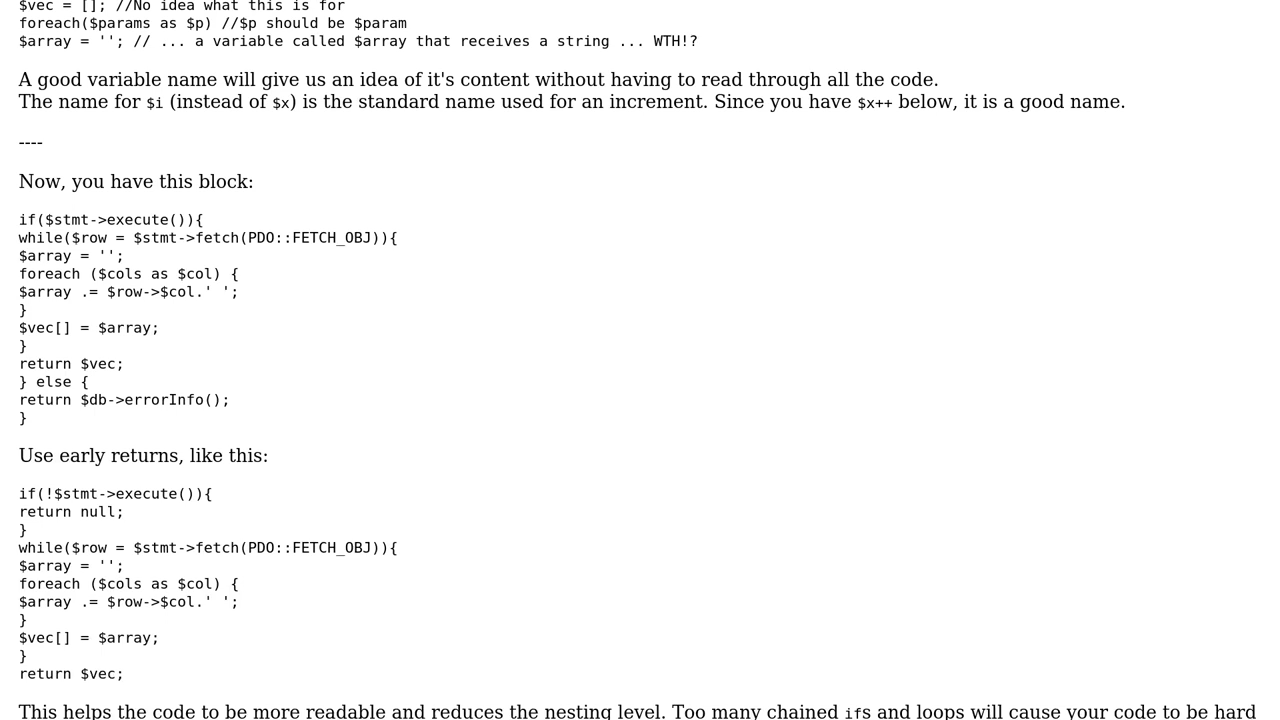 $vec = []; //No idea what this is for
foreach($params as $p) //$p should be $param
$array = ''; // ... a variable called $array that receives a string ... WTH!?
A good variable name will give us an idea of it's content without having to read through all the code.
The name for $i (instead of $x) is the standard name used for an increment. Since you have $x++ below, it is a good name.
----
Now, you have this block:
if($stmt->execute()){
while($row = $stmt->fetch(PDO::FETCH_OBJ)){
$array = '';
foreach ($cols as $col) {
$array .= $row->$col.' ';
}
$vec[] = $array;
}
return $vec;
} else {
return $db->errorInfo();
}
Use early returns, like this:
if(!$stmt->execute()){
return null;
}
while($row = $stmt->fetch(PDO::FETCH_OBJ)){
$array = '';
foreach ($cols as $col) {
$array .= $row->$col.' ';
}
$vec[] = $array;
}
return $vec;
This helps the code to be more readable and reduces the nesting level. Too many chained ifs and loops will cause your code to be hard